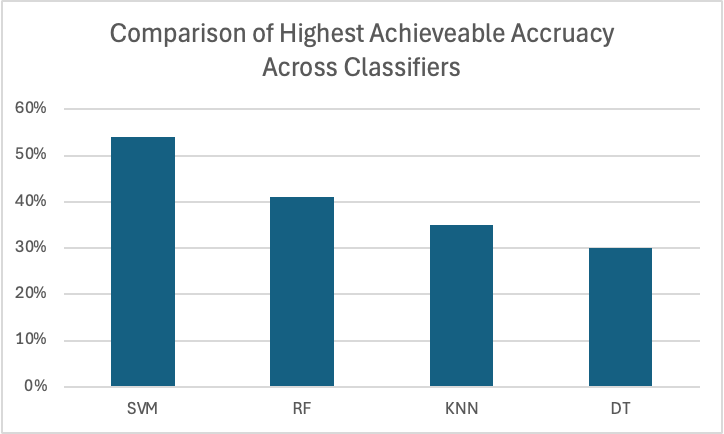 Comparison of Highest Achieveable Accruacy
Across Classifiers
60%
50%
40%
30%
20%
10%
0%
SVM RF KNN DT